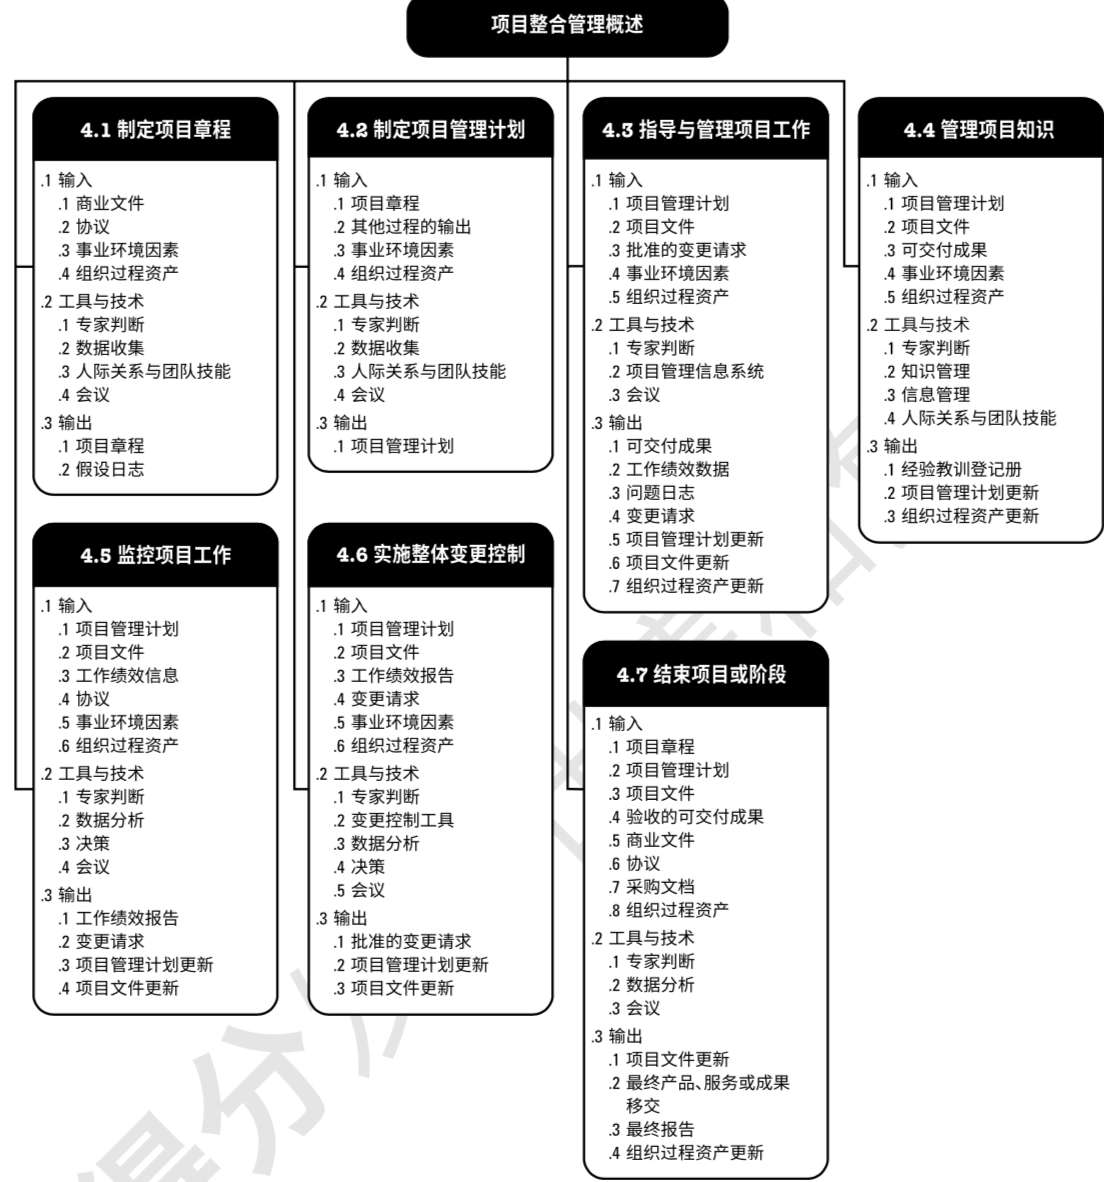 项目整合管理概述
4.1 制定项目章程
.1 输入
.1 商业文件
.2 协议
.3 事业环境因素
.4 组织过程资产
.2 工具与技术
.1 专家判断
.2 数据收集
.3 人际关系与团队技能
.4 会议
.3 输出
.1 项目章程
.2 假设日志
4.2 制定项目管理计划
.1 输入
.1 项目章程
.2 其他过程的输出
.3 事业环境因素
.4 组织过程资产
.2 工具与技术
.1 专家判断
.2 数据收集
.3 人际关系与团队技能
.4 会议
.3 输出
.1 项目管理计划
4.3 指导与管理项目工作
.1 输入
.1 项目管理计划
.2 项目文件
.3 批准的变更请求
.4 事业环境因素
.5 组织过程资产
.2 工具与技术
.1 专家判断
.2 项目管理信息系统
.3 会议
.3 输出
.1 可交付成果
.2 工作绩效数据
.3 问题日志
.4 变更请求
.5 项目管理计划更新
.6 项目文件更新
.7 组织过程资产更新
4.4 管理项目知识
.1 输入
.1 项目管理计划
.2 项目文件
.3 可交付成果
.4 事业环境因素
.5 组织过程资产
.2 工具与技术
.1 专家判断
.2 知识管理
.3 信息管理
.4 人际关系与团队技能
.3 输出
.1 经验教训登记册
.2 项目管理计划更新
.3 组织过程资产更新
4.5 监控项目工作
.1 输入
.1 项目管理计划
.2 项目文件
.3 工作绩效信息
.4 协议
.5 事业环境因素
.6 组织过程资产
.2 工具与技术
.1 专家判断
.2 数据分析
.3 决策
.4 会议
.3 输出
.1 工作绩效报告
.2 变更请求
.3 项目管理计划更新
.4 项目文件更新
4.6 实施整体变更控制
.1 输入
.1 项目管理计划
.2 项目文件
.3 工作绩效报告
.4 变更请求
.5 事业环境因素
.6 组织过程资产
.2 工具与技术
.1 专家判断
.2 变更控制工具
.3 数据分析
.4 决策
.5 会议
.3 输出
.1 批准的变更请求
.2 项目管理计划更新
.3 项目文件更新
4.7 结束项目或阶段
.1 输入
.1 项目章程
.2 项目管理计划
.3 项目文件
.4 验收的可交付成果
.5 商业文件
.6 协议
.7 采购文档
.8 组织过程资产
.2 工具与技术
.1 专家判断
.2 数据分析
.3 会议
.3 输出
.1 项目文件更新
.2 最终产品、服务或成果
移交
.3 最终报告
.4 组织过程资产更新
得分